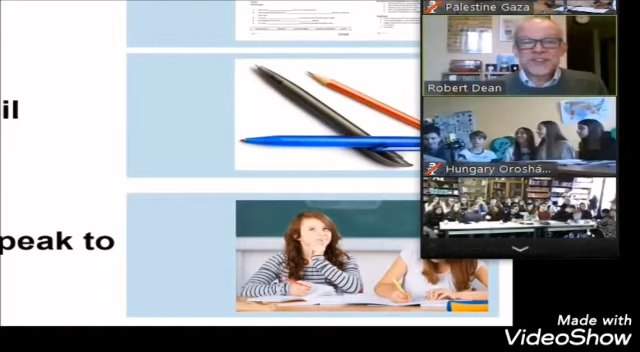 Palestine Gaza
Robert Dean
il
Hungary Oroshá...
peak to
Made with
VideoShow